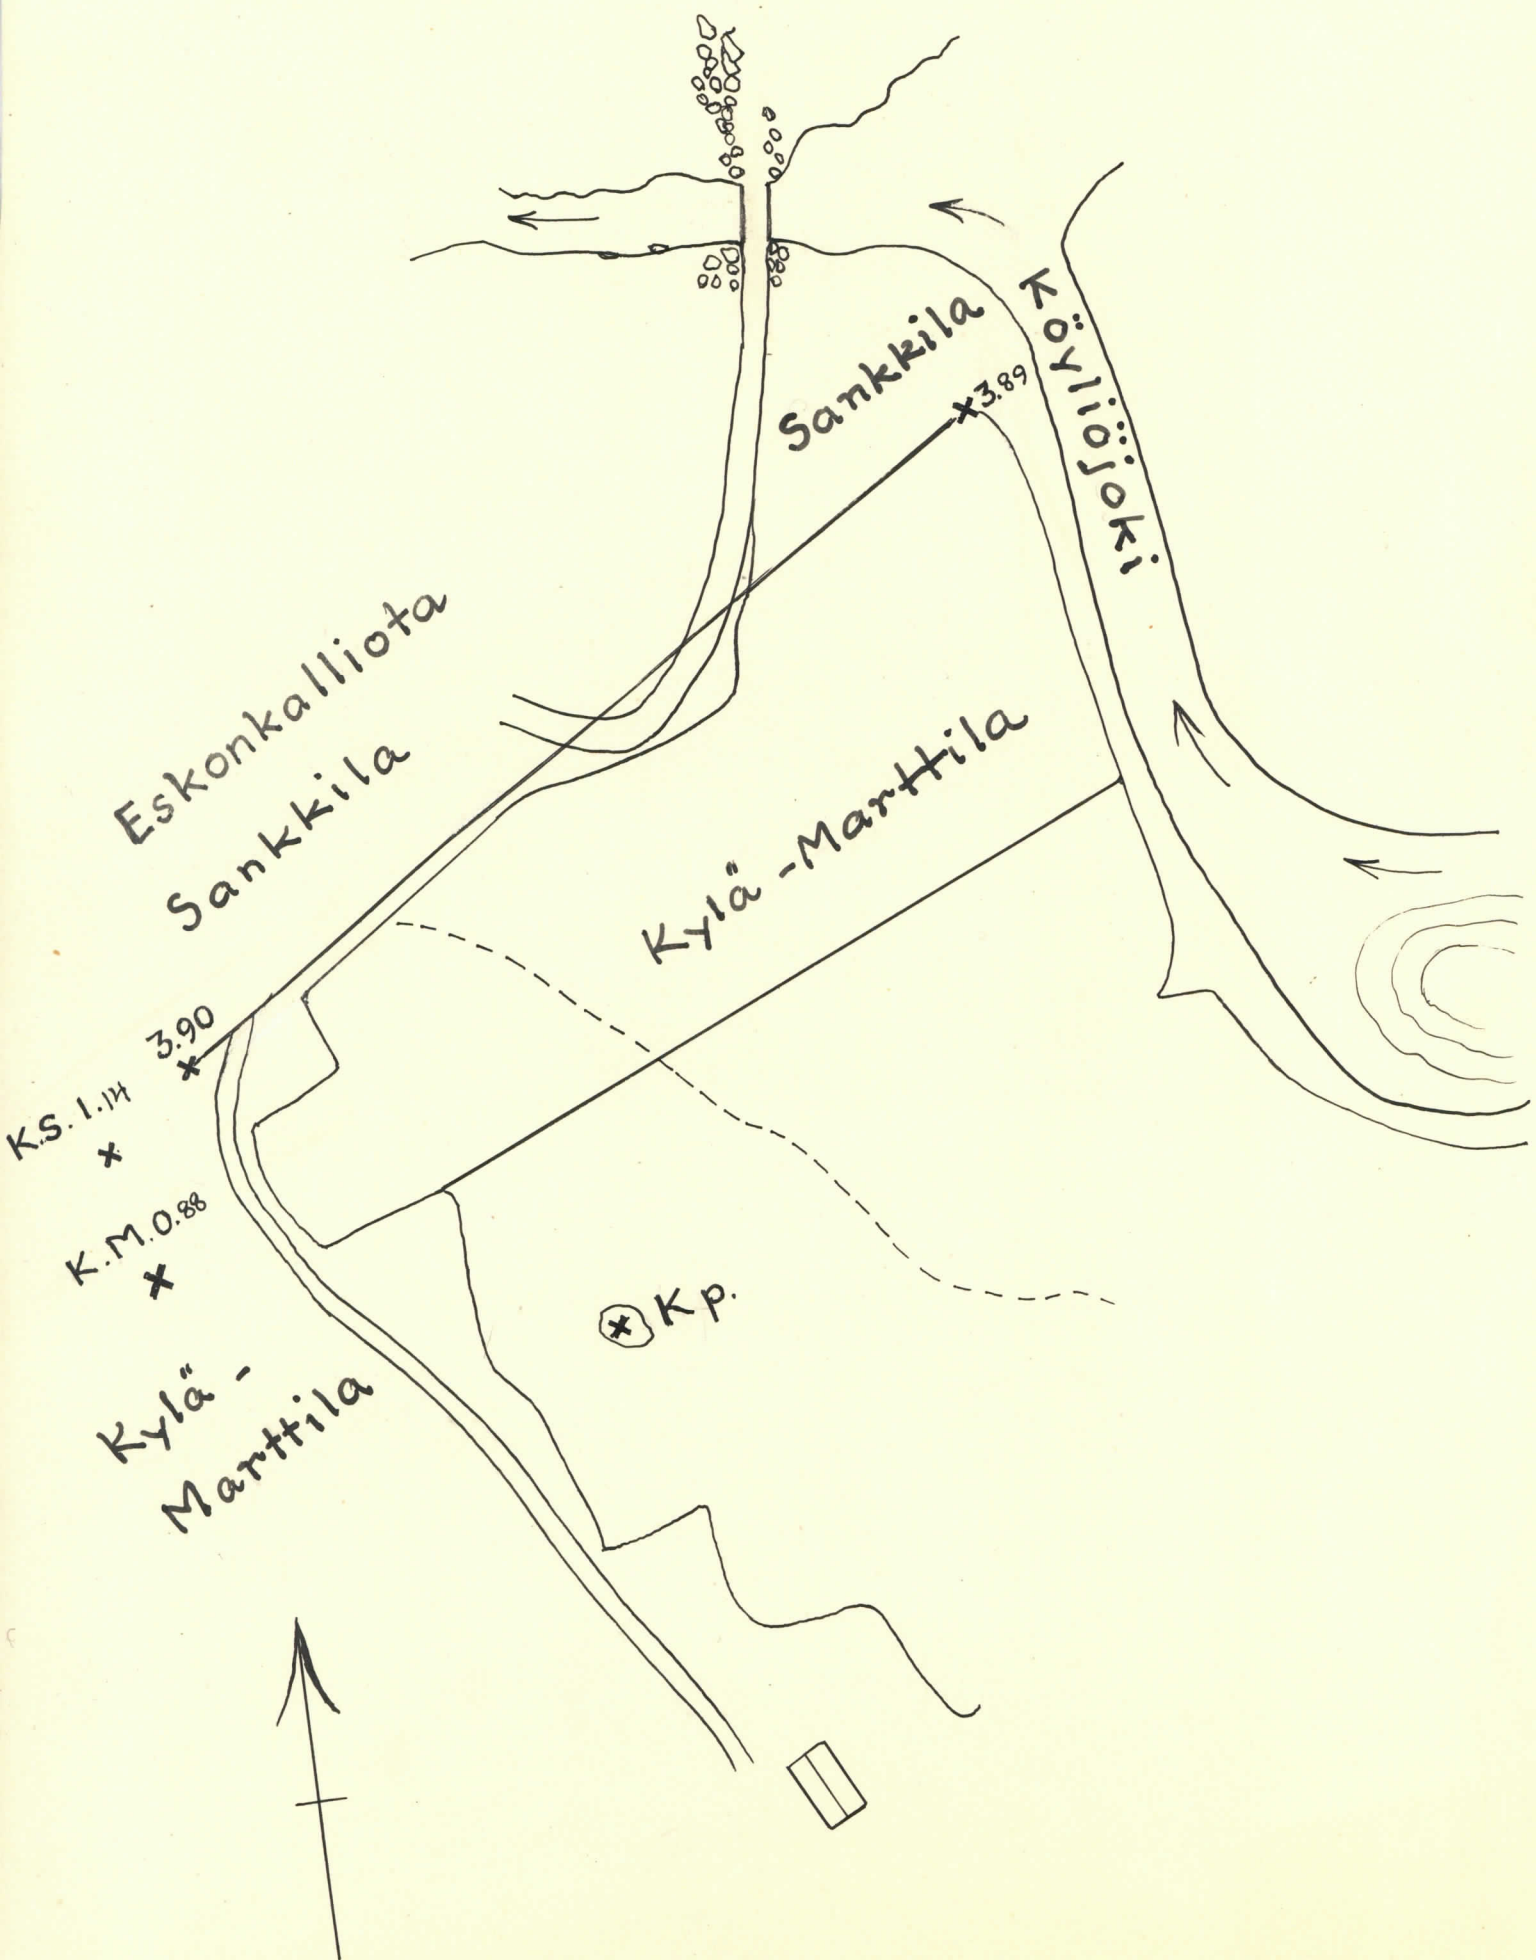 Sankkila
3.89
Köyliöjoki
Eskonkalliota
Sankkila
Kylä-Marttila
3.90
K.S. 1.14
K.M. 0.88
Kp.
Kylä-
Marttila